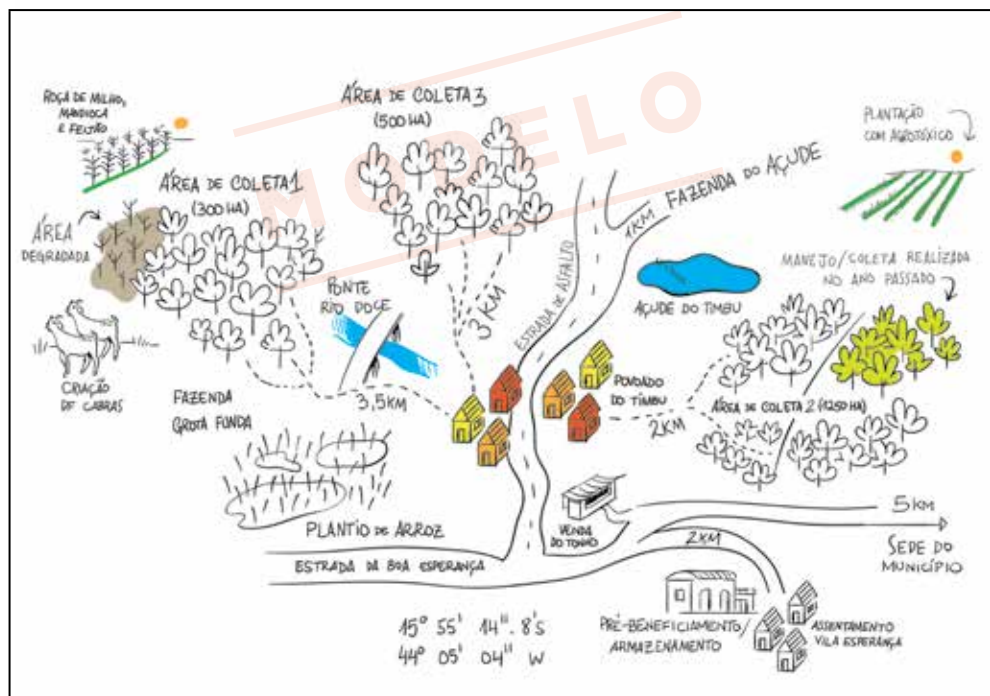 MODELO
ROÇA DE MILHO,
MANDIOCA
E FEIJÃO
ÁREA DE COLETA 3
(500 HA)
PLANTAÇÃO
COM AGROTÓXICO
ÁREA DE COLETA 1
(300 HA)
ÁREA
DEGRADADA
FAZENDA DO AÇUDE
1KM
ESTRADA DE ASFALTO
MANEJO/COLETA REALIZADA
NO ANO PASSADO
PONTE
RIO DOCE
3 KM
AÇUDE DO TIMBU
CRIAÇÃO
DE CABRAS
FAZENDA
GROTA FUNDA
3,5KM
POVOADO
DO TIMBU
2KM
ÁREA DE COLETA 2 (1250 HA)
PLANTIO DE ARROZ
VENDA
DO TONHO
5KM
ESTRADA DA BOA ESPERANÇA
2KM
SEDE DO
MUNICÍPIO
15° 55' 14". 8'S
44° 05' 04" W
PRÉ-BENEFICIAMENTO/
ARMAZENAMENTO
ASSENTAMENTO
VILA ESPERANÇA